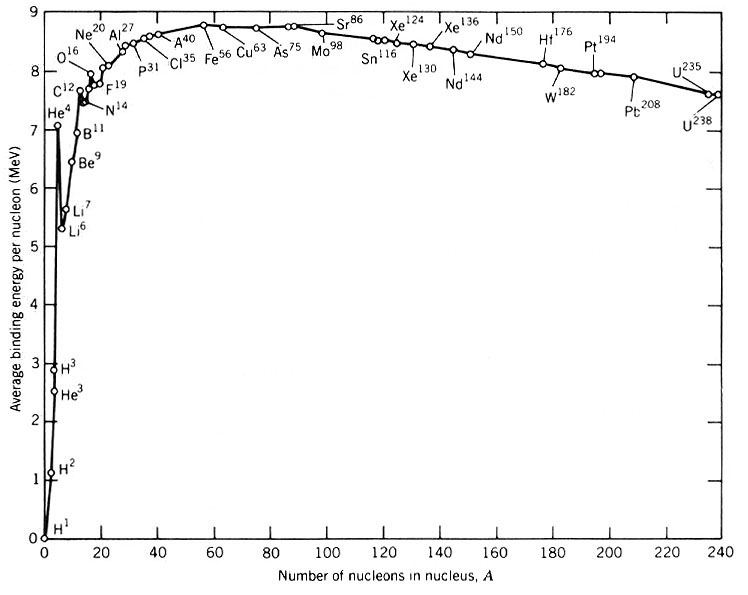 Average binding energy per nucleon (MeV)
9
8
7
6
5
4
3
2
1
0
H¹
H²
He³
H³
He⁴
Li⁶
Li⁷
Be⁹
B¹¹
C¹²
N¹⁴
O¹⁶
F¹⁹
Ne²⁰
Al²⁷
P³¹
Cl³⁵
A⁴⁰
Fe⁵⁶
Cu⁶³
As⁷⁵
Sr⁸⁶
Mo⁹⁸
Sn¹¹⁶
Xe¹²⁴
Xe¹³⁰
Xe¹³⁶
Nd¹⁴⁴
Nd¹⁵⁰
Hf¹⁷⁶
W¹⁸²
Pt¹⁹⁴
Pb²⁰⁸
U²³⁵
U²³⁸
0 20 40 60 80 100 120 140 160 180 200 220 240
Number of nucleons in nucleus, A